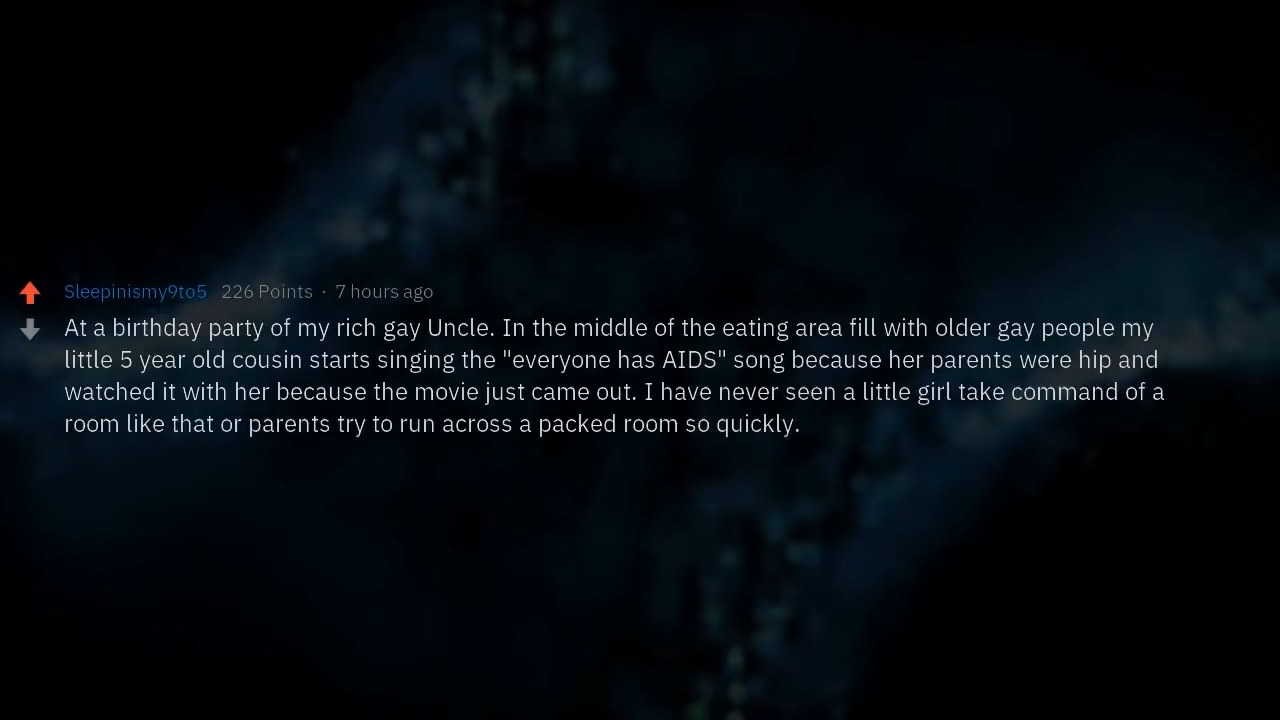 Sleepinismy9to5 226 Points · 7 hours ago
At a birthday party of my rich gay Uncle. In the middle of the eating area fill with older gay people my
little 5 year old cousin starts singing the "everyone has AIDS" song because her parents were hip and
watched it with her because the movie just came out. I have never seen a little girl take command of a
room like that or parents try to run across a packed room so quickly.